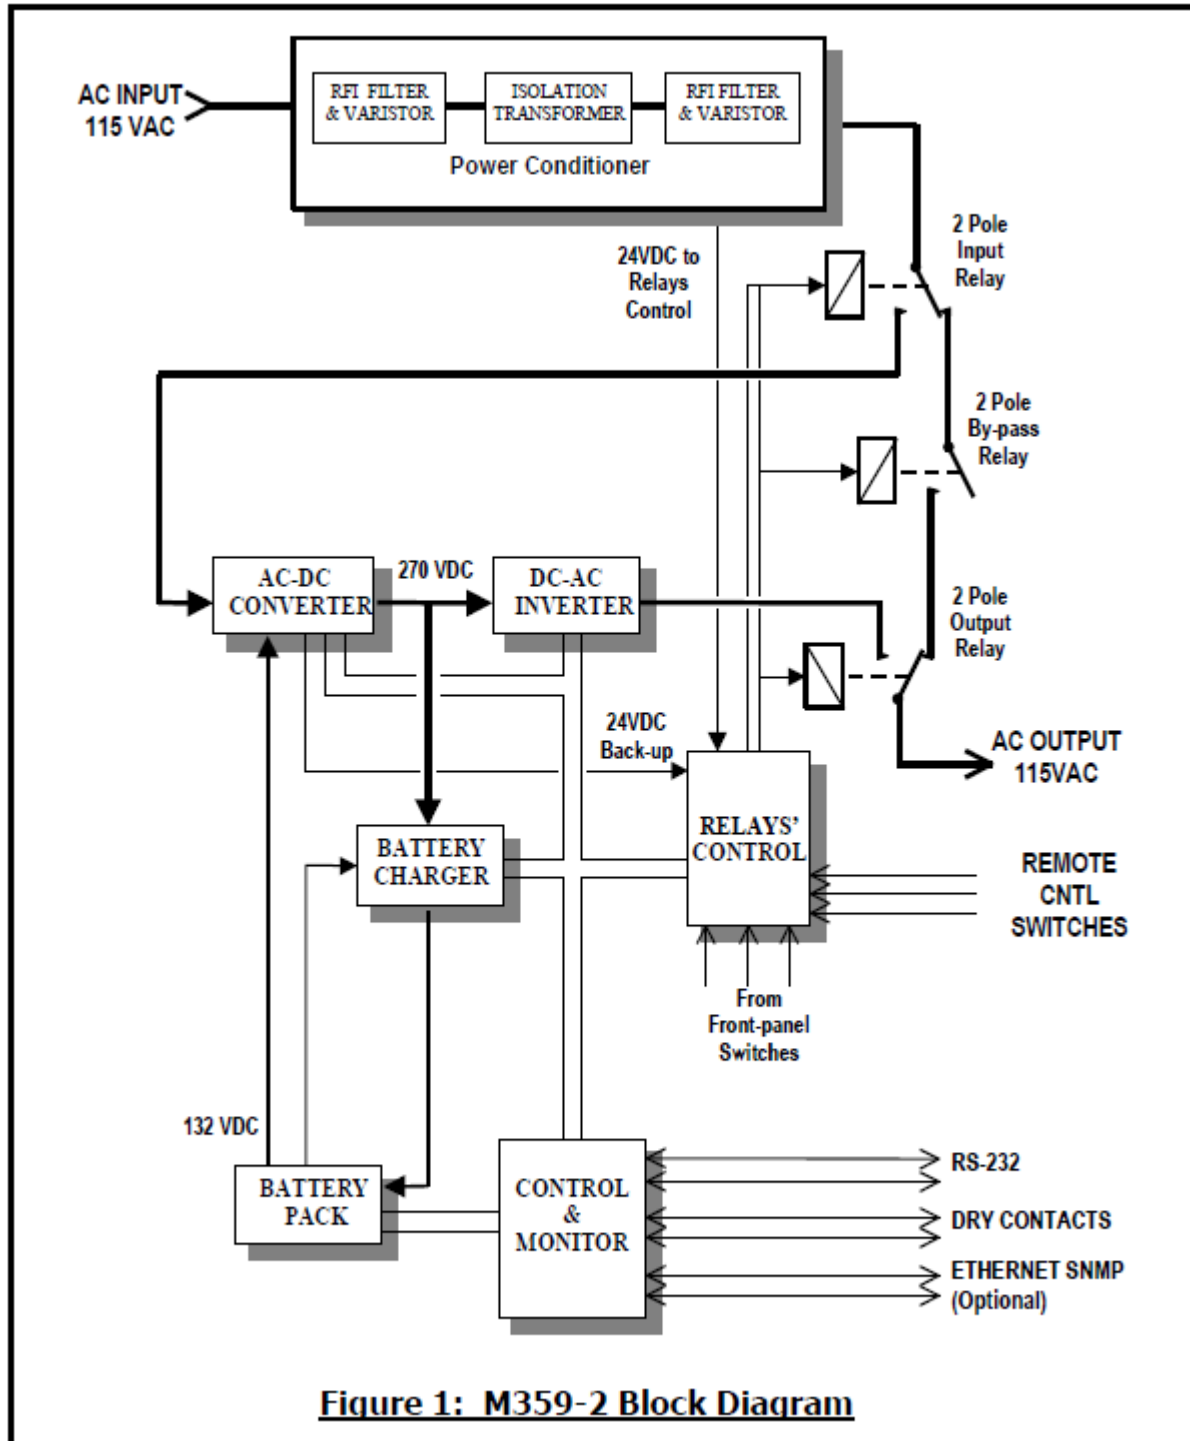 AC INPUT
115 VAC
RFI FILTER
& VARISTOR
ISOLATION
TRANSFORMER
RFI FILTER
& VARISTOR
Power Conditioner
24VDC to
Relays
Control
2 Pole
Input
Relay
2 Pole
By-pass
Relay
AC-DC
CONVERTER
270 VDC
DC-AC
INVERTER
2 Pole
Output
Relay
24VDC
Back-up
AC OUTPUT
115VAC
BATTERY
CHARGER
RELAYS’
CONTROL
REMOTE
CNTL
SWITCHES
From
Front-panel
Switches
132 VDC
BATTERY
PACK
CONTROL
&
MONITOR
RS-232
DRY CONTACTS
ETHERNET SNMP
(Optional)
Figure 1: M359-2 Block Diagram